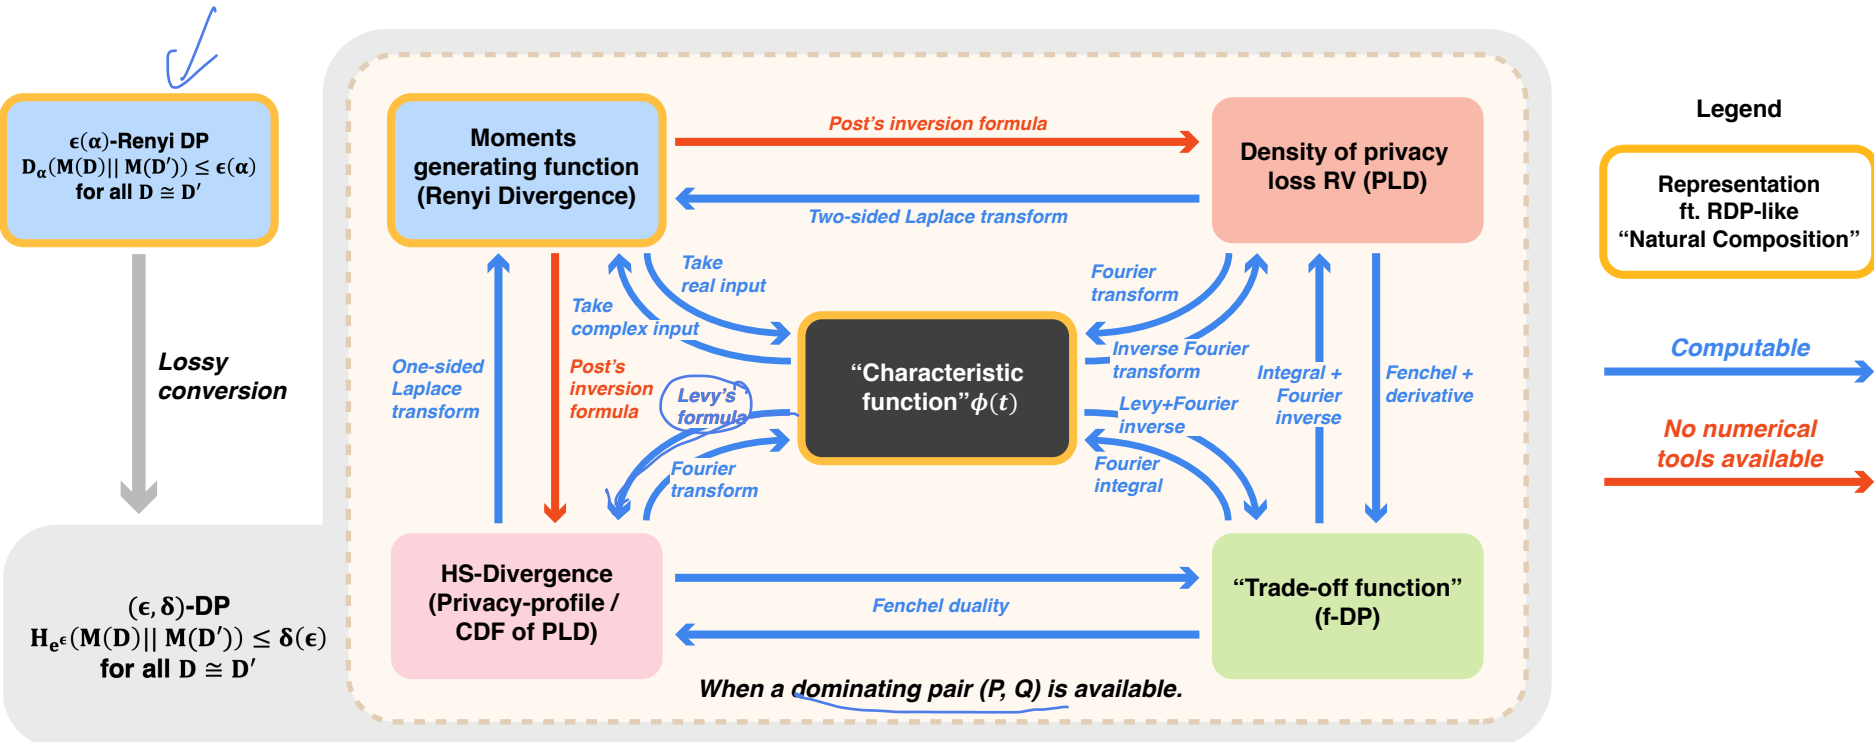 ϵ(α)-Renyi DP
D_α(M(D)|| M(D′)) ≤ ϵ(α)
for all D ≅ D′
Lossy
conversion
(ϵ, δ)-DP
H_{e^ϵ}(M(D)|| M(D′)) ≤ δ(ϵ)
for all D ≅ D′
Moments
generating function
(Renyi Divergence)
Post's inversion formula
Two-sided Laplace transform
Density of privacy
loss RV (PLD)
Take
real input
Take
complex input
Fourier
transform
Inverse Fourier
transform
One-sided
Laplace
transform
Post's
inversion
formula
Levy's
formula
Fourier
transform
“Characteristic
function”ϕ(t)
Levy+Fourier
inverse
Fourier
integral
Integral +
Fourier
inverse
Fenchel +
derivative
HS-Divergence
(Privacy-profile /
CDF of PLD)
Fenchel duality
“Trade-off function”
(f-DP)
When a dominating pair (P, Q) is available.
Legend
Representation
ft. RDP-like
“Natural Composition”
Computable
No numerical
tools available